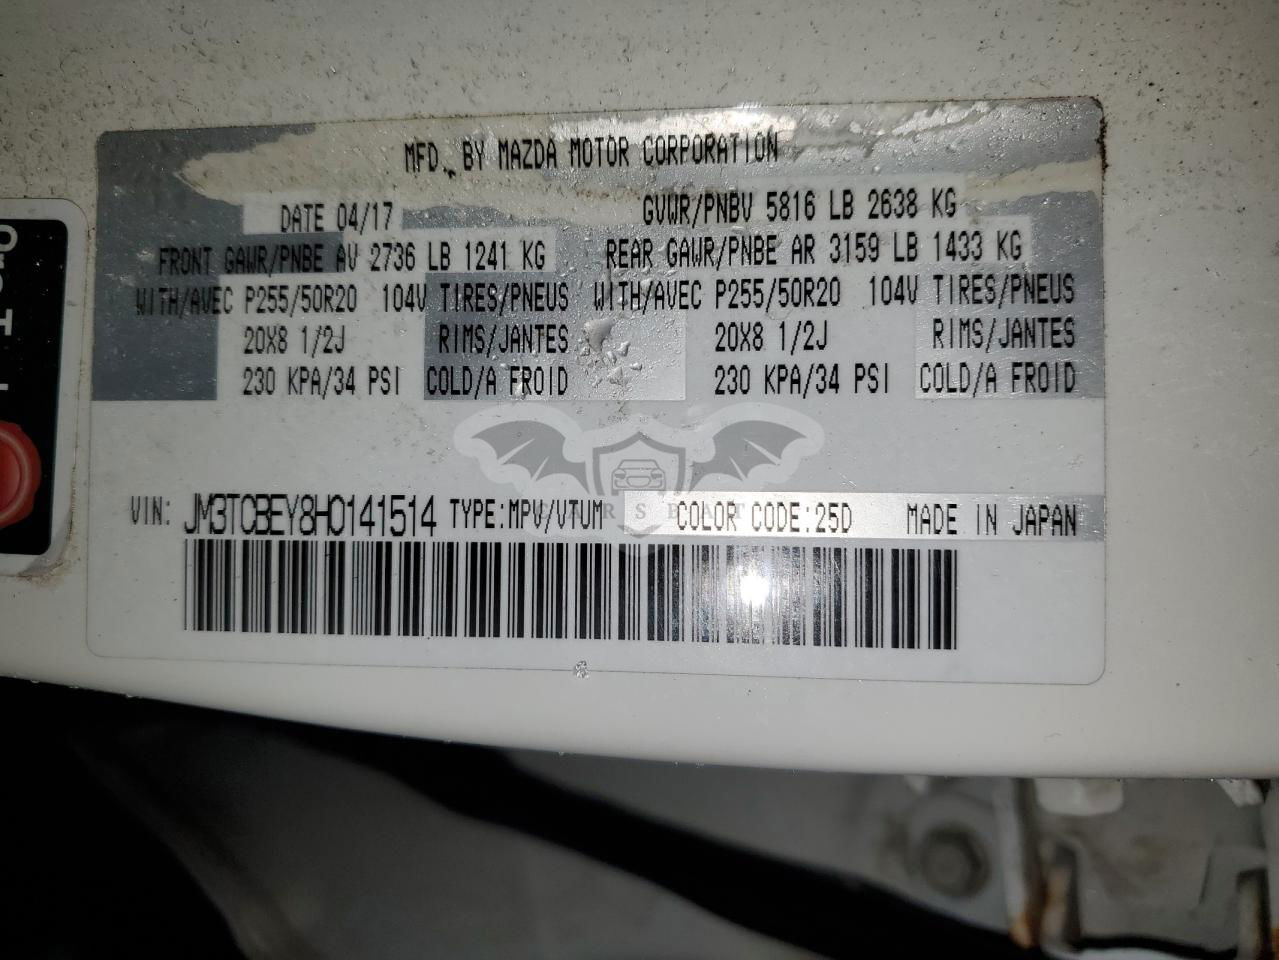 MFD. BY MAZDA MOTOR CORPORATION
DATE 04/17 GVWR/PNBV 5816 LB 2638 KG
FRONT GAWR/PNBE AV 2736 LB 1241 KG REAR GAWR/PNBE AR 3159 LB 1433 KG
WITH/AVEC P255/50R20 104V TIRES/PNEUS WITH/AVEC P255/50R20 104V TIRES/PNEUS
20X8 1/2J RIMS/JANTES 20X8 1/2J RIMS/JANTES
230 KPA/34 PSI COLD/A FROID 230 KPA/34 PSI COLD/A FROID
VIN: JM3TCBEY8H0141514 TYPE:MPV/VTUM COLOR CODE:25D MADE IN JAPAN